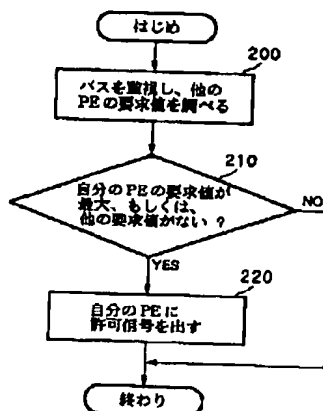 はじめ
200
バスを監視し、他の
PEの要求値を調べる
210
自分のPEの要求値が
最大、もしくは、
他の要求値がない?
NO
YES
220
自分のPEに
許可信号を出す
終わり